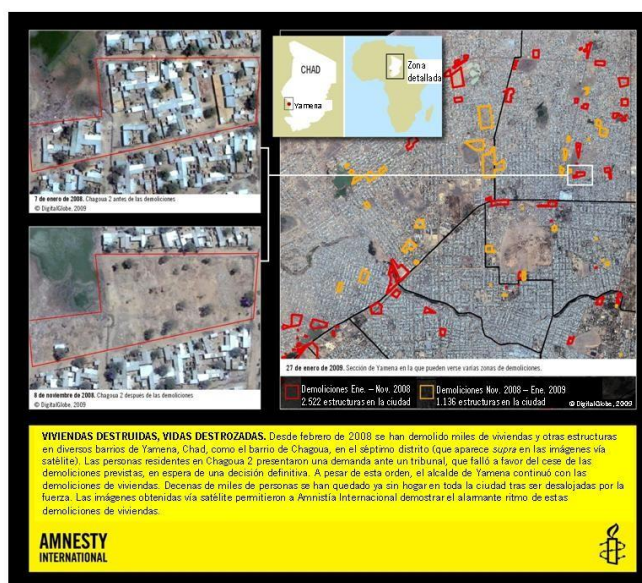 CHAD
Yamena
Zona
detallada
7 de enero de 2008. Chagoua 2 antes de las demoliciones.
© DigitalGlobe, 2009
8 de noviembre de 2008. Chagoua 2 después de las demoliciones.
© DigitalGlobe, 2009
27 de enero de 2009. Sección de Yamena en la que pueden verse varias zonas de demoliciones.
Demoliciones Ene. – Nov. 2008
2.522 estructuras en la ciudad
Demoliciones Nov. 2008 – Ene. 2009
1.136 estructuras en la ciudad
© DigitalGlobe, 2009
VIVIENDAS DESTRUIDAS, VIDAS DESTROZADAS. Desde febrero de 2008 se han demolido miles de viviendas y otras estructuras
en diversos barrios de Yamena, Chad, como el barrio de Chagoua, en el séptimo distrito (que aparece supra en las imágenes vía
satélite). Las personas residentes en Chagoua 2 presentaron una demanda ante un tribunal, que falló a favor del cese de las
demoliciones previstas, en espera de una decisión definitiva. A pesar de esta orden, el alcalde de Yamena continuó con las
demoliciones de viviendas. Decenas de miles de personas se han quedado ya sin hogar en toda la ciudad tras ser desalojadas por la
fuerza. Las imágenes obtenidas vía satélite permitieron a Amnistía Internacional demostrar el alamante ritmo de estas
demoliciones de viviendas.
AMNESTY
INTERNATIONAL